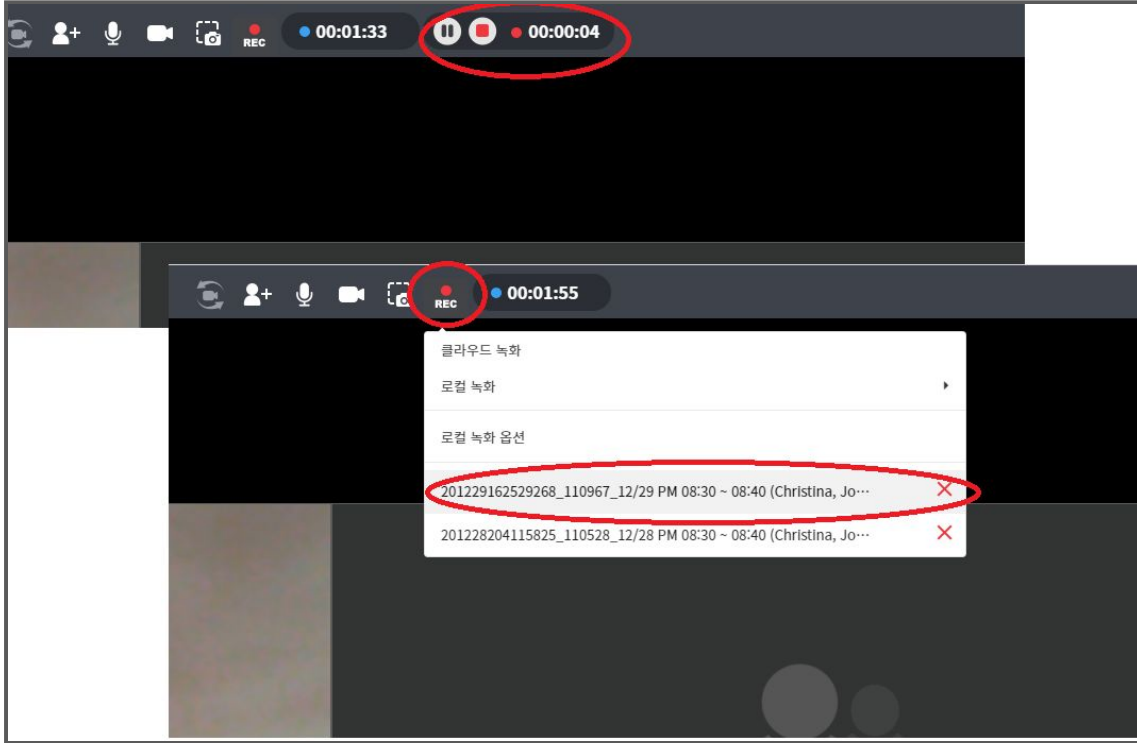 REC
00:01:33
00:00:04
REC
00:01:55
클라우드 녹화
로컬 녹화
로컬 녹화 옵션
201229162529268_110967_12/29 PM 08:30 ~ 08:40 (Christina, Jo···
201228204115825_110528_12/28 PM 08:30 ~ 08:40 (Christina, Jo···